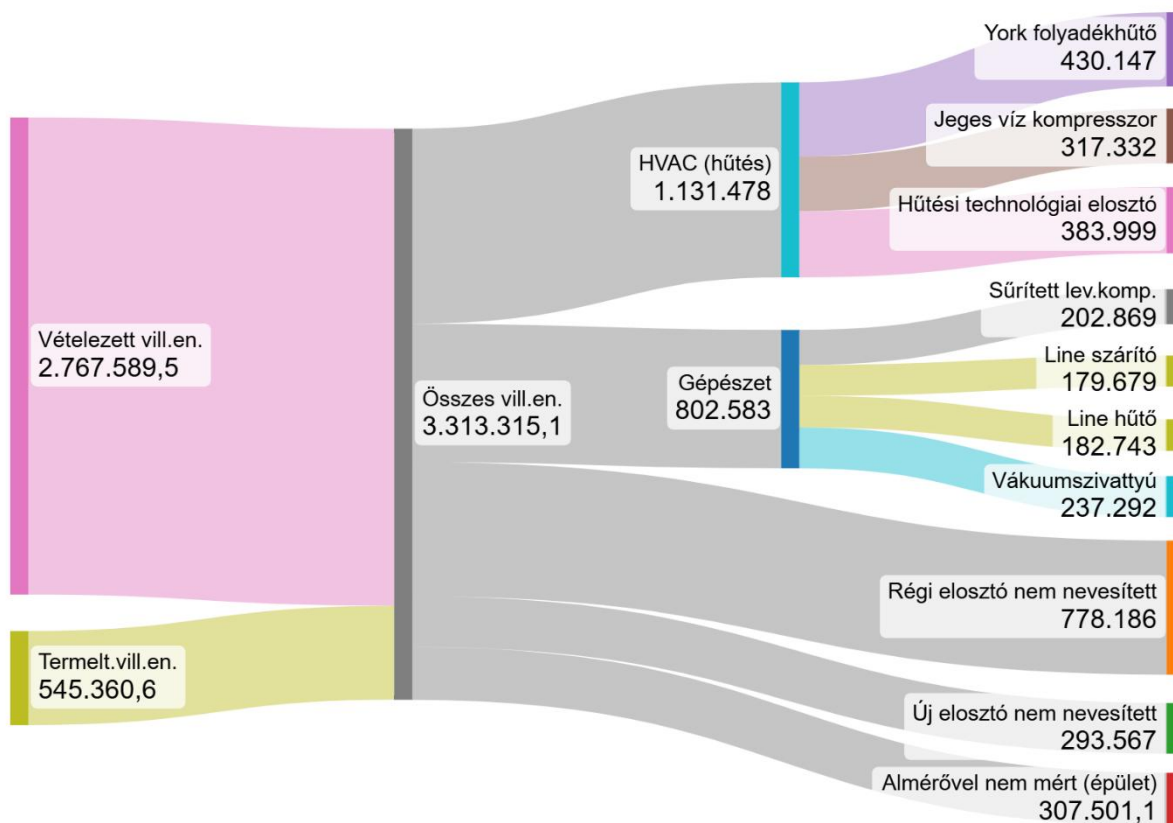 York folyadékhűtő
430.147
Jeges víz kompresszor
317.332
HVAC (hűtés)
1.131.478
Hűtési technológiai elosztó
383.999
Sűrített lev.komp.
202.869
Vételezett vill.en.
2.767.589,5
Line szárító
179.679
Összes vill.en.
3.313.315,1
Gépészet
802.583
Line hűtő
182.743
Vákuumszivattyú
237.292
Régi elosztó nem nevesített
778.186
Termelt.vill.en.
545.360,6
Új elosztó nem nevesített
293.567
Almérővel nem mért (épület)
307.501,1